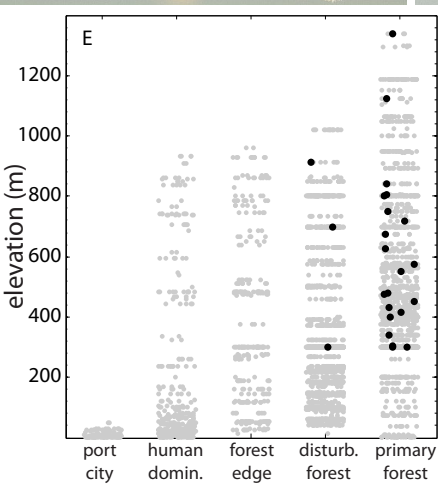 E
1200
1000
800
600
400
200
elevation (m)
port city
human domin.
forest edge
disturb. forest
primary forest